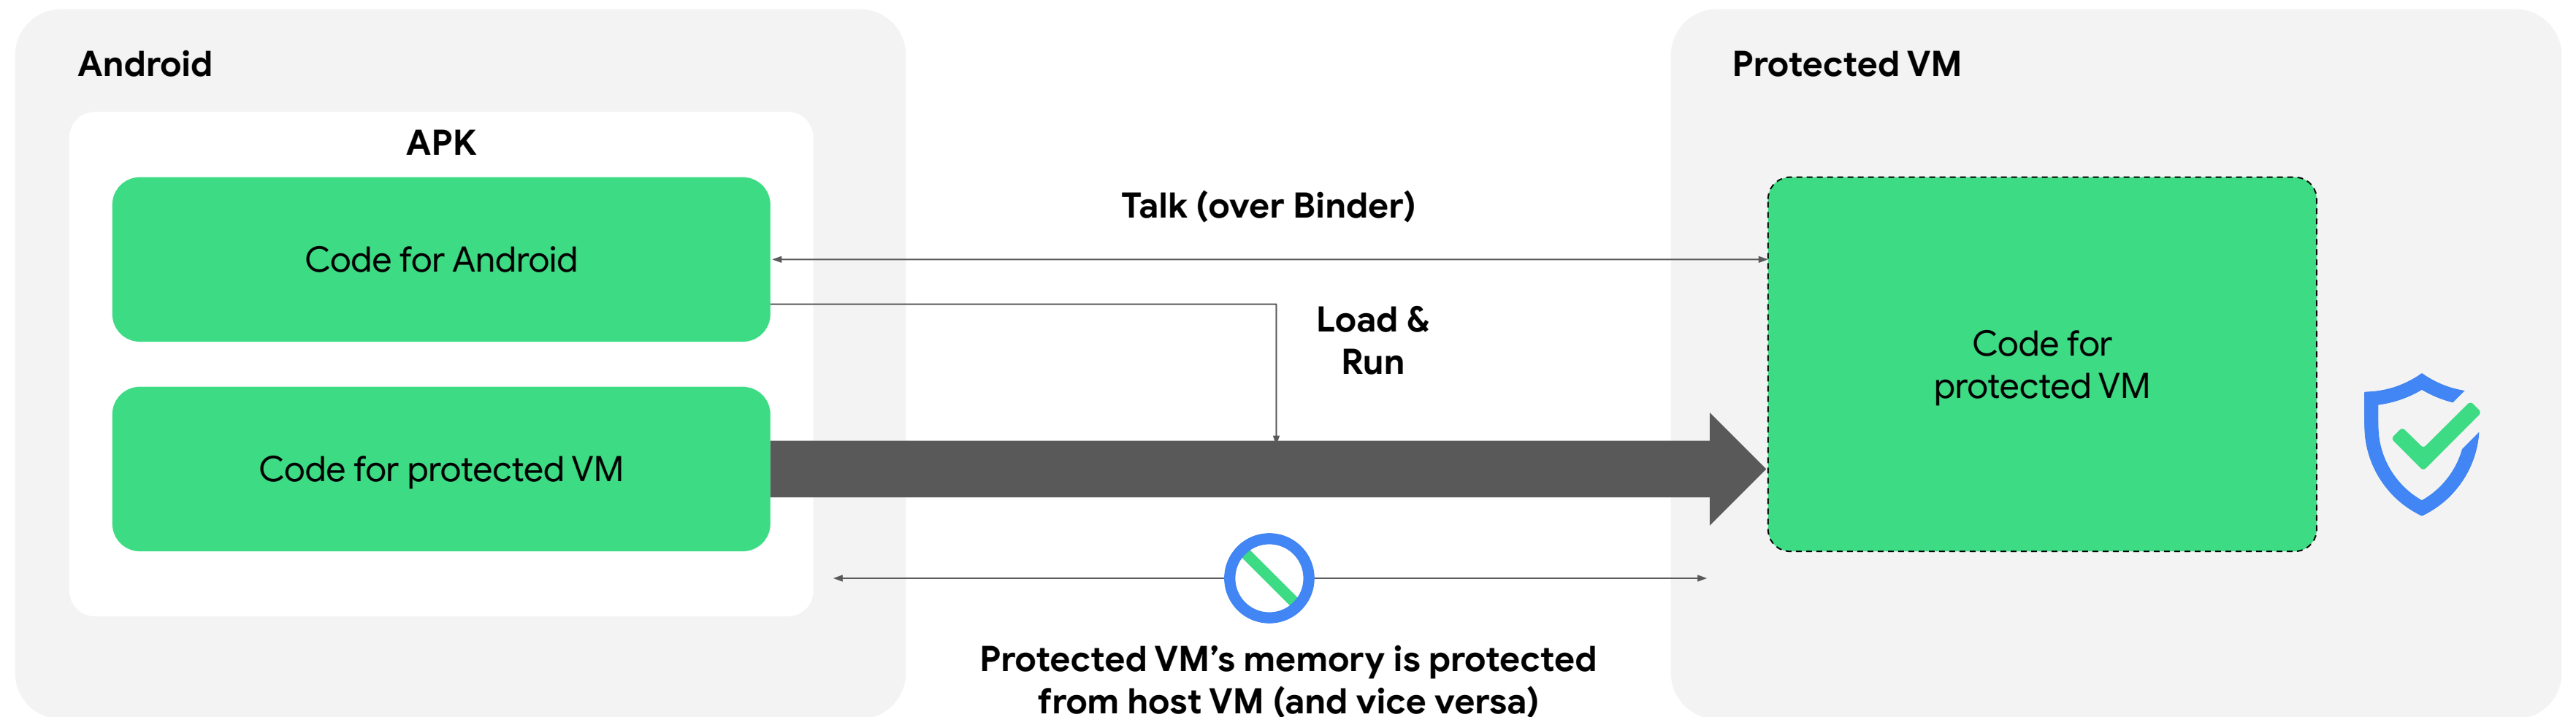 Android
APK
Code for Android
Code for protected VM
Talk (over Binder)
Load &
Run
Protected VM’s memory is protected
from host VM (and vice versa)
Protected VM
Code for
protected VM